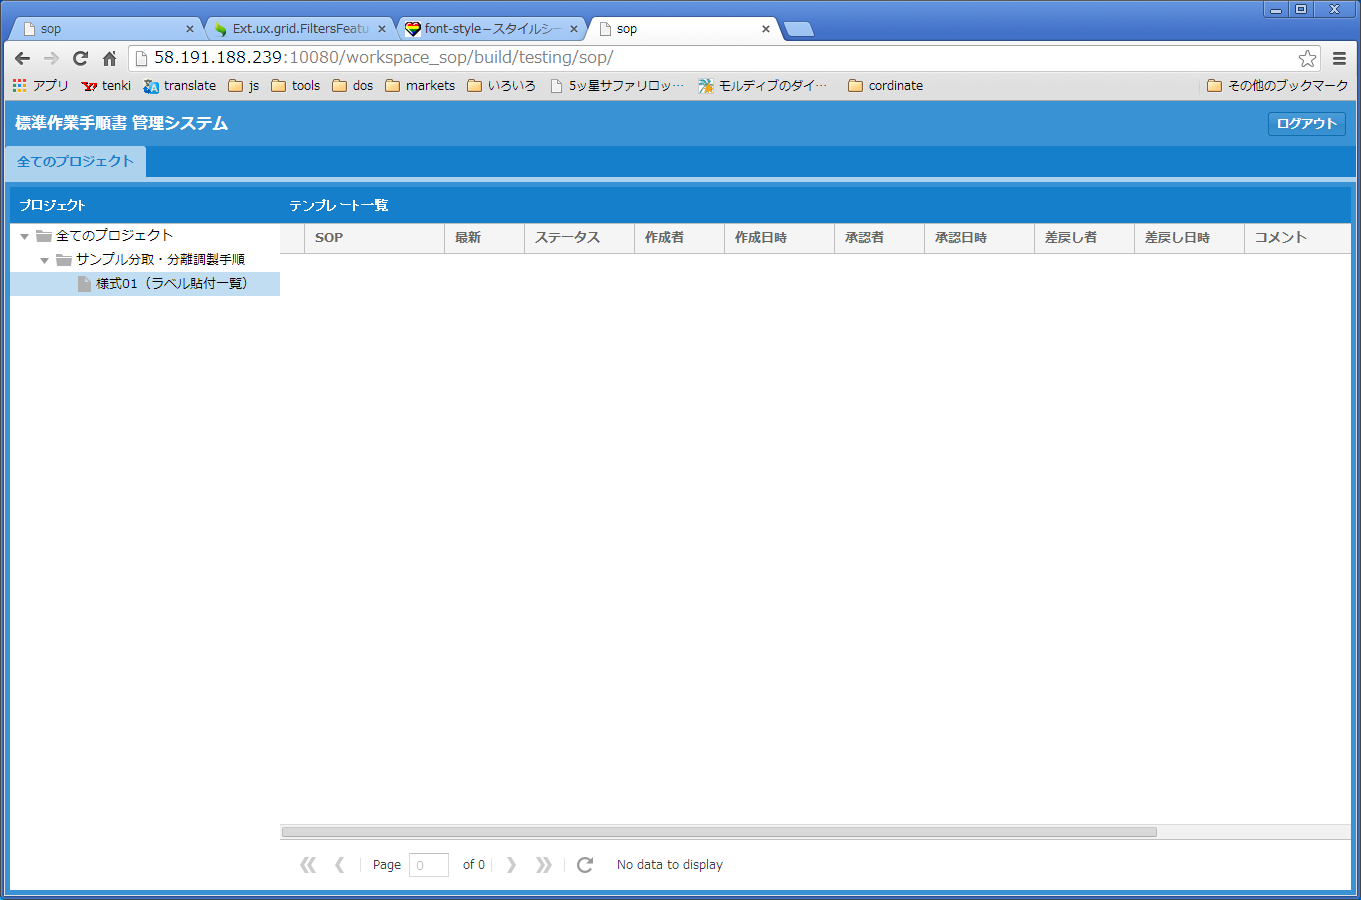 sop
Ext.ux.grid.FiltersFeatu
font-style－スタイルシー
sop
58.191.188.239:10080/workspace_sop/build/testing/sop/
アプリ tenki translate js tools dos markets いろいろ 5ッ星サファリロッ… モルディブのダイ… cordinate その他のブックマーク
標準作業手順書 管理システム
ログアウト
全てのプロジェクト
プロジェクト
テンプレート一覧
全てのプロジェクト
サンプル分取・分離調製手順
様式01（ラベル貼付一覧）
SOP 最新 ステータス 作成者 作成日時 承認者 承認日時 差戻し者 差戻し日時 コメント
Page 0 of 0 No data to display